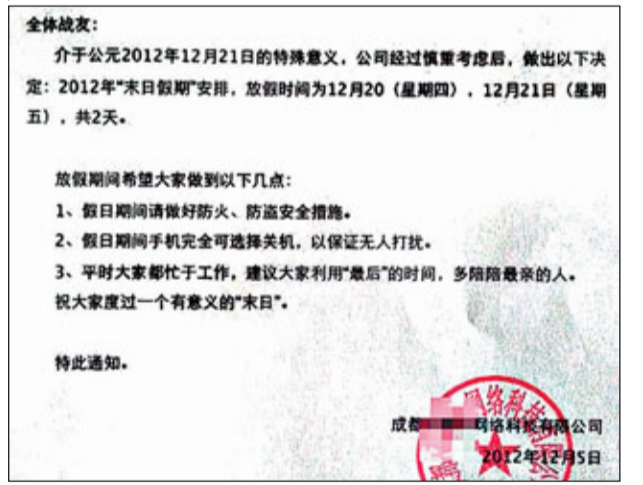 全体战友：
介于公元2012年12月21日的特殊意义，公司经过慎重考虑后，做出以下决
定：2012年“末日假期”安排，放假时间为12月20（星期四），12月21日（星期
五），共2天。
放假期间希望大家做到以下几点：
1、假日期间请做好防火、防盗安全措施。
2、假日期间手机完全可选择关机，以保证无人打扰。
3、平时大家都忙于工作，建议大家利用“最后”的时间，多陪陪最亲的人。
祝大家度过一个有意义的“末日”。
特此通知。
网络科技有限公
成都 网络科技有限公司
2012年12月5日